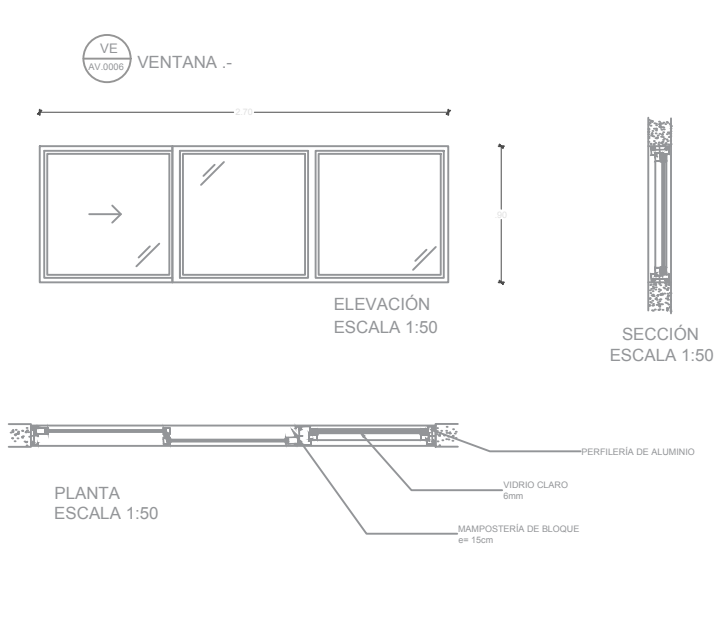 VE
AV.0006
VENTANA .-
2.70
.90
ELEVACIÓN
ESCALA 1:50
SECCIÓN
ESCALA 1:50
PERFILERÍA DE ALUMINIO
PLANTA
ESCALA 1:50
VIDRIO CLARO
6mm
MAMPOSTERÍA DE BLOQUE
e= 15cm